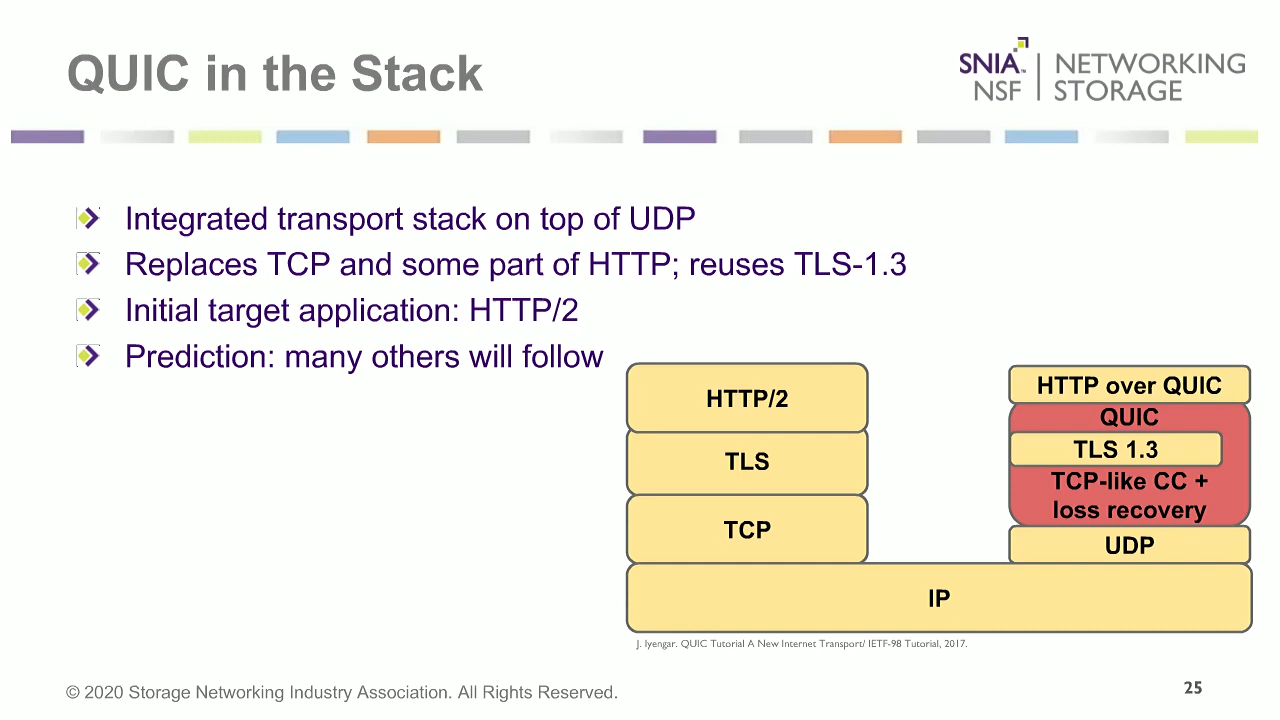 QUIC in the Stack
SNIA™ NSF | NETWORKING STORAGE
Integrated transport stack on top of UDP
Replaces TCP and some part of HTTP; reuses TLS-1.3
Initial target application: HTTP/2
Prediction: many others will follow
HTTP/2
TLS
TCP
HTTP over QUIC
QUIC
TLS 1.3
TCP-like CC +
loss recovery
UDP
IP
J. Iyengar. QUIC Tutorial A New Internet Transport/ IETF-98 Tutorial, 2017.
© 2020 Storage Networking Industry Association. All Rights Reserved.
25